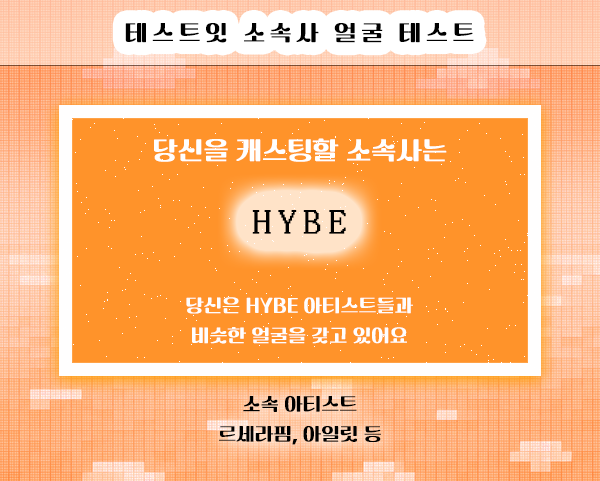 테스트잇 소속사 얼굴 테스트
당신을 캐스팅할 소속사는
HYBE
당신은 HYBE 아티스트들과
비슷한 얼굴을 갖고 있어요
소속 아티스트
르세라핌, 아일릿 등